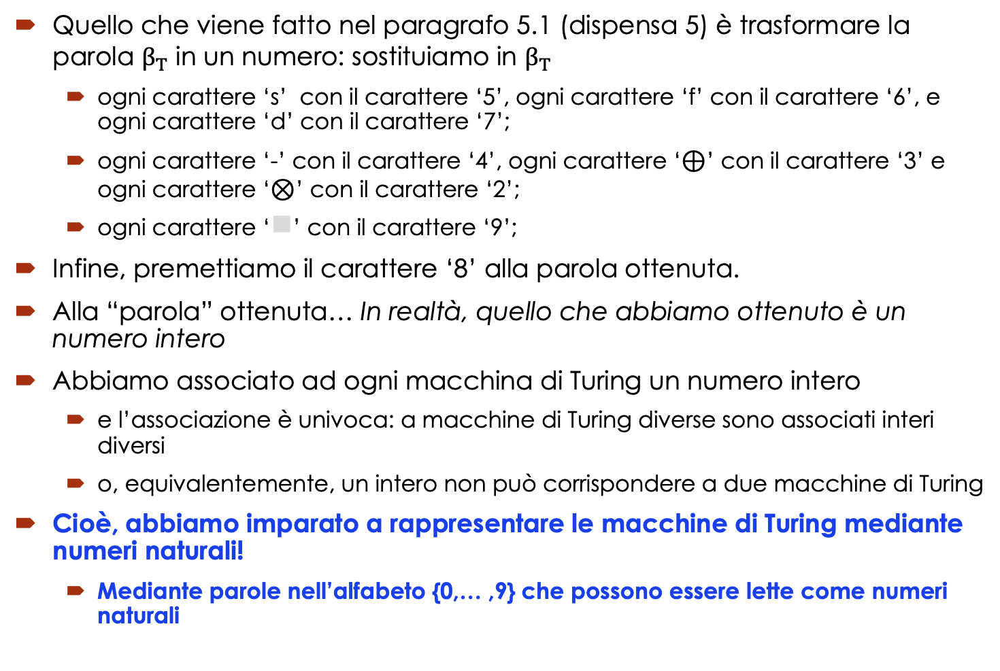 Quello che viene fatto nel paragrafo 5.1 (dispensa 5) è trasformare la
parola βT in un numero: sostituiamo in βT
ogni carattere ‘s’ con il carattere ‘5’, ogni carattere ‘f’ con il carattere ‘6’, e
ogni carattere ‘d’ con il carattere ‘7’;
ogni carattere ‘-’ con il carattere ‘4’, ogni carattere ‘⨁’ con il carattere ‘3’ e
ogni carattere ‘⨂’ con il carattere ‘2’;
ogni carattere ‘◻’ con il carattere ‘9’;
Infine, premettiamo il carattere ‘8’ alla parola ottenuta.
Alla “parola” ottenuta… In realtà, quello che abbiamo ottenuto è un
numero intero
Abbiamo associato ad ogni macchina di Turing un numero intero
e l’associazione è univoca: a macchine di Turing diverse sono associati interi
diversi
o, equivalentemente, un intero non può corrispondere a due macchine di Turing
Cioè, abbiamo imparato a rappresentare le macchine di Turing mediante
numeri naturali!
Mediante parole nell’alfabeto {0,… ,9} che possono essere lette come numeri
naturali